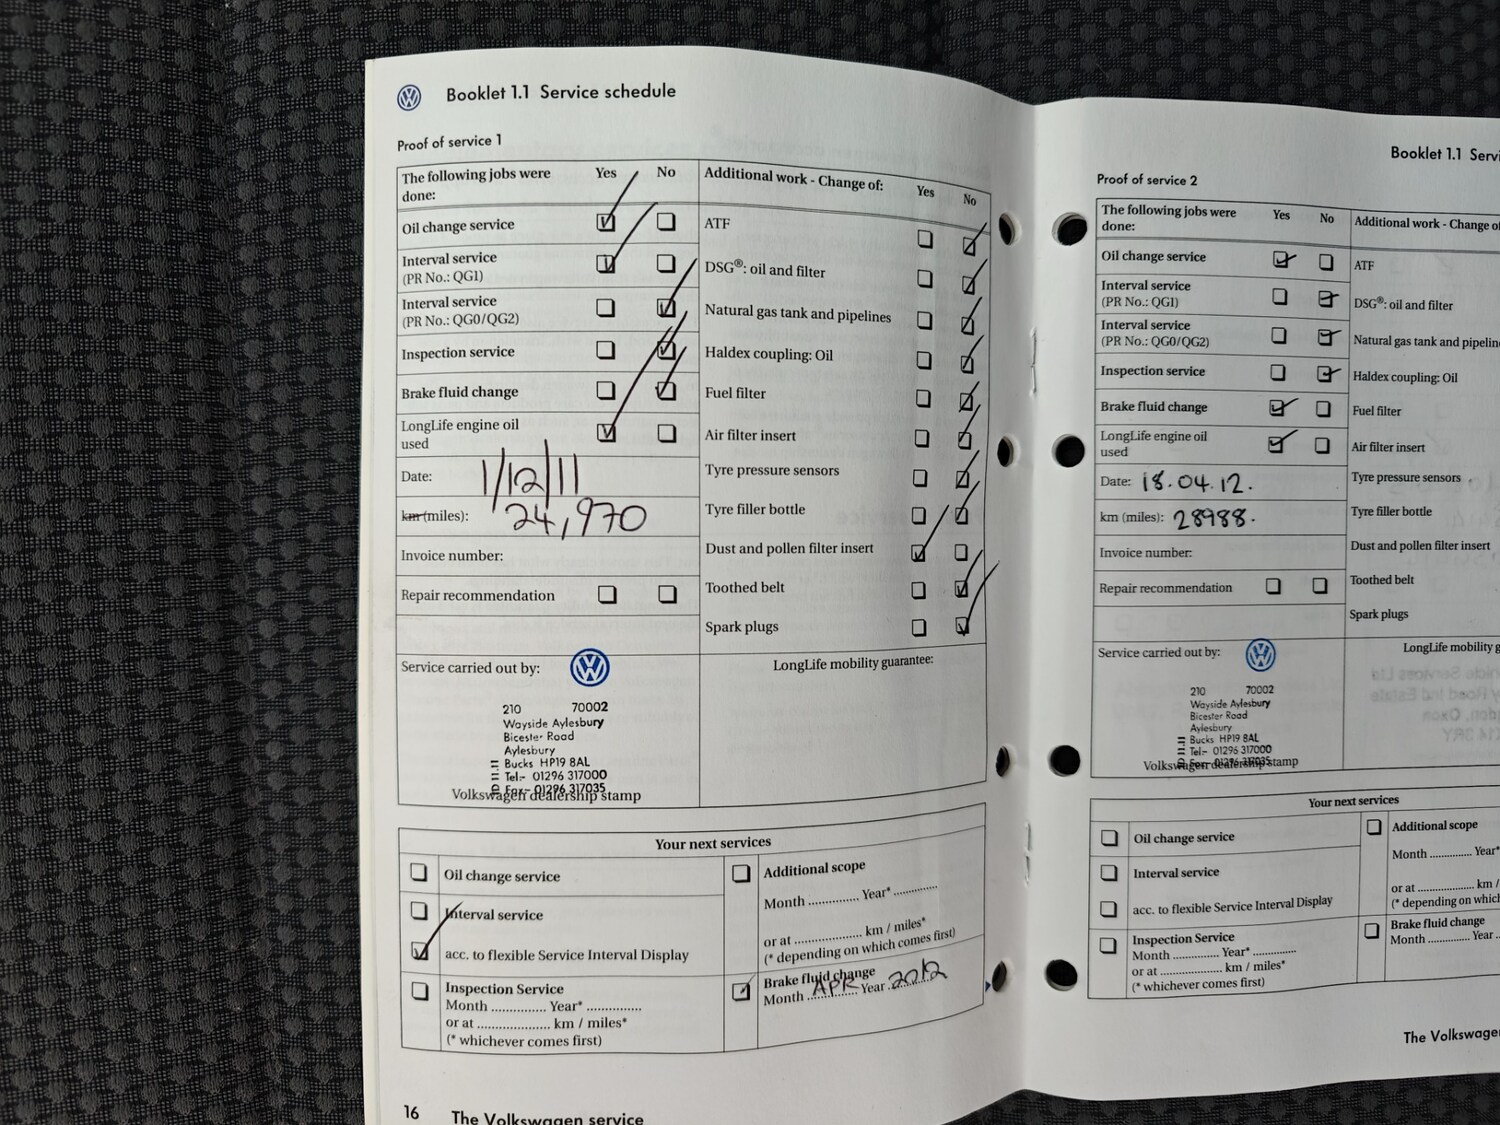 Booklet 1.1 Service schedule
Proof of service 1
The following jobs were done: Yes No
Additional work - Change of: Yes No
Oil change service
Interval service
(PR No.: QG1)
Interval service
(PR No.: QG0/QG2)
Inspection service
Brake fluid change
LongLife engine oil
used
Date: 1/12/11
km (miles): 24,970
Invoice number:
Repair recommendation
ATF
DSG®: oil and filter
Natural gas tank and pipelines
Haldex coupling: Oil
Fuel filter
Air filter insert
Tyre pressure sensors
Tyre filler bottle
Dust and pollen filter insert
Toothed belt
Spark plugs
Service carried out by:
210 70002
Wayside Aylesbury
Bicester Road
Aylesbury
Bucks HP19 8AL
Tel:- 01296 317000
Fax:- 01296 317035
Volkswagen dealership stamp
LongLife mobility guarantee:
Your next services
Oil change service
Interval service
acc. to flexible Service Interval Display
Inspection Service
Month ............... Year* ...............
or at .................... km / miles*
(* whichever comes first)
Additional scope
Month .............. Year* ............
or at ................... km / miles*
(* depending on which comes first)
Brake fluid change
Month APR Year 2012
16 The Volkswagen service
Booklet 1.1 Servi
Proof of service 2
The following jobs were
done: Yes No
Additional work - Change of
Oil change service
Interval service
(PR No.: QG1)
Interval service
(PR No.: QG0/QG2)
Inspection service
Brake fluid change
LongLife engine oil
used
Date: 18.04.12.
km (miles): 28988.
Invoice number:
Repair recommendation
ATF
DSG®: oil and filter
Natural gas tank and pipeline
Haldex coupling: Oil
Fuel filter
Air filter insert
Tyre pressure sensors
Tyre filler bottle
Dust and pollen filter insert
Toothed belt
Spark plugs
Service carried out by:
210 70002
Wayside Aylesbury
Bicester Road
Aylesbury
Bucks HP19 8AL
Tel:- 01296 317000
Fax:- 01296 317035
Volkswagen dealership stamp
LongLife mobility g
Your next services
Oil change service
Interval service
acc. to flexible Service Interval Display
Inspection Service
Month ............ Year* ............
or at .................. km / miles*
(* whichever comes first)
Additional scope
Month ............ Year*
or at ................ km /
(* depending on which
Brake fluid change
Month ............ Year ..
The Volkswagen